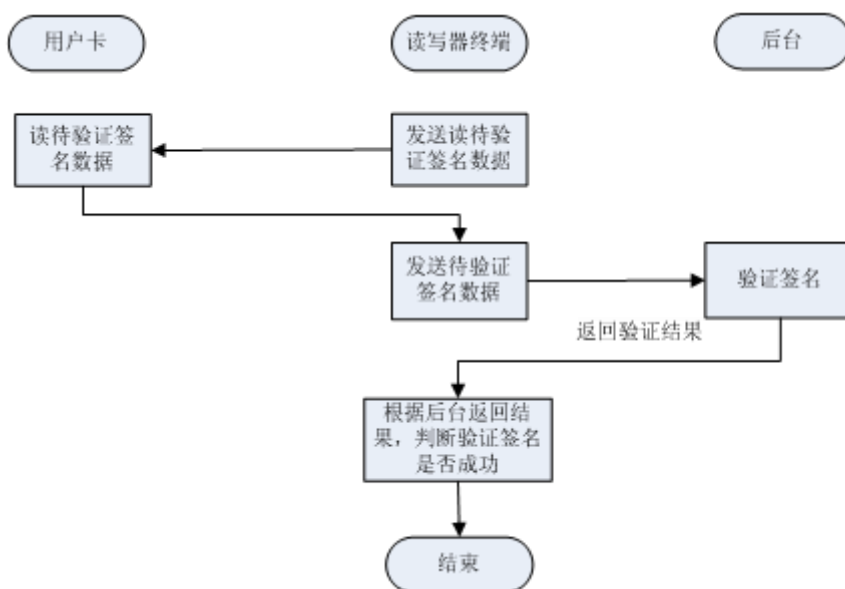 用户卡
读写器终端
后台
读待验证签
名数据
发送读待验
证签名数据
发送待验证
签名数据
验证签名
返回验证结果
根据后台返回结
果，判断验证签名
是否成功
结束